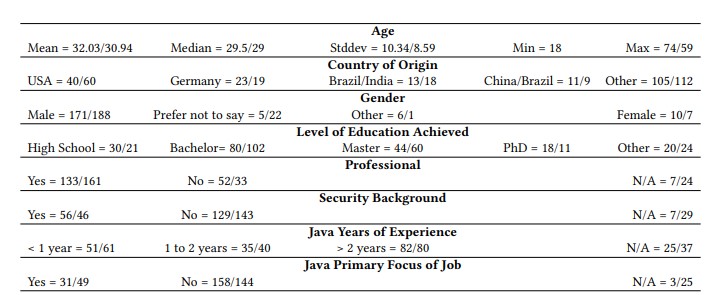 Age
Mean = 32.03/30.94 Median = 29.5/29 Stddev = 10.34/8.59 Min = 18 Max = 74/59
Country of Origin
USA = 40/60 Germany = 23/19 Brazil/India = 13/18 China/Brazil = 11/9 Other = 105/112
Gender
Male = 171/188 Prefer not to say = 5/22 Other = 6/1 Female = 10/7
Level of Education Achieved
High School = 30/21 Bachelor= 80/102 Master = 44/60 PhD = 18/11 Other = 20/24
Professional
Yes = 133/161 No = 52/33 N/A = 7/24
Security Background
Yes = 56/46 No = 129/143 N/A = 7/29
Java Years of Experience
< 1 year = 51/61 1 to 2 years = 35/40 > 2 years = 82/80 N/A = 25/37
Java Primary Focus of Job
Yes = 31/49 No = 158/144 N/A = 3/25